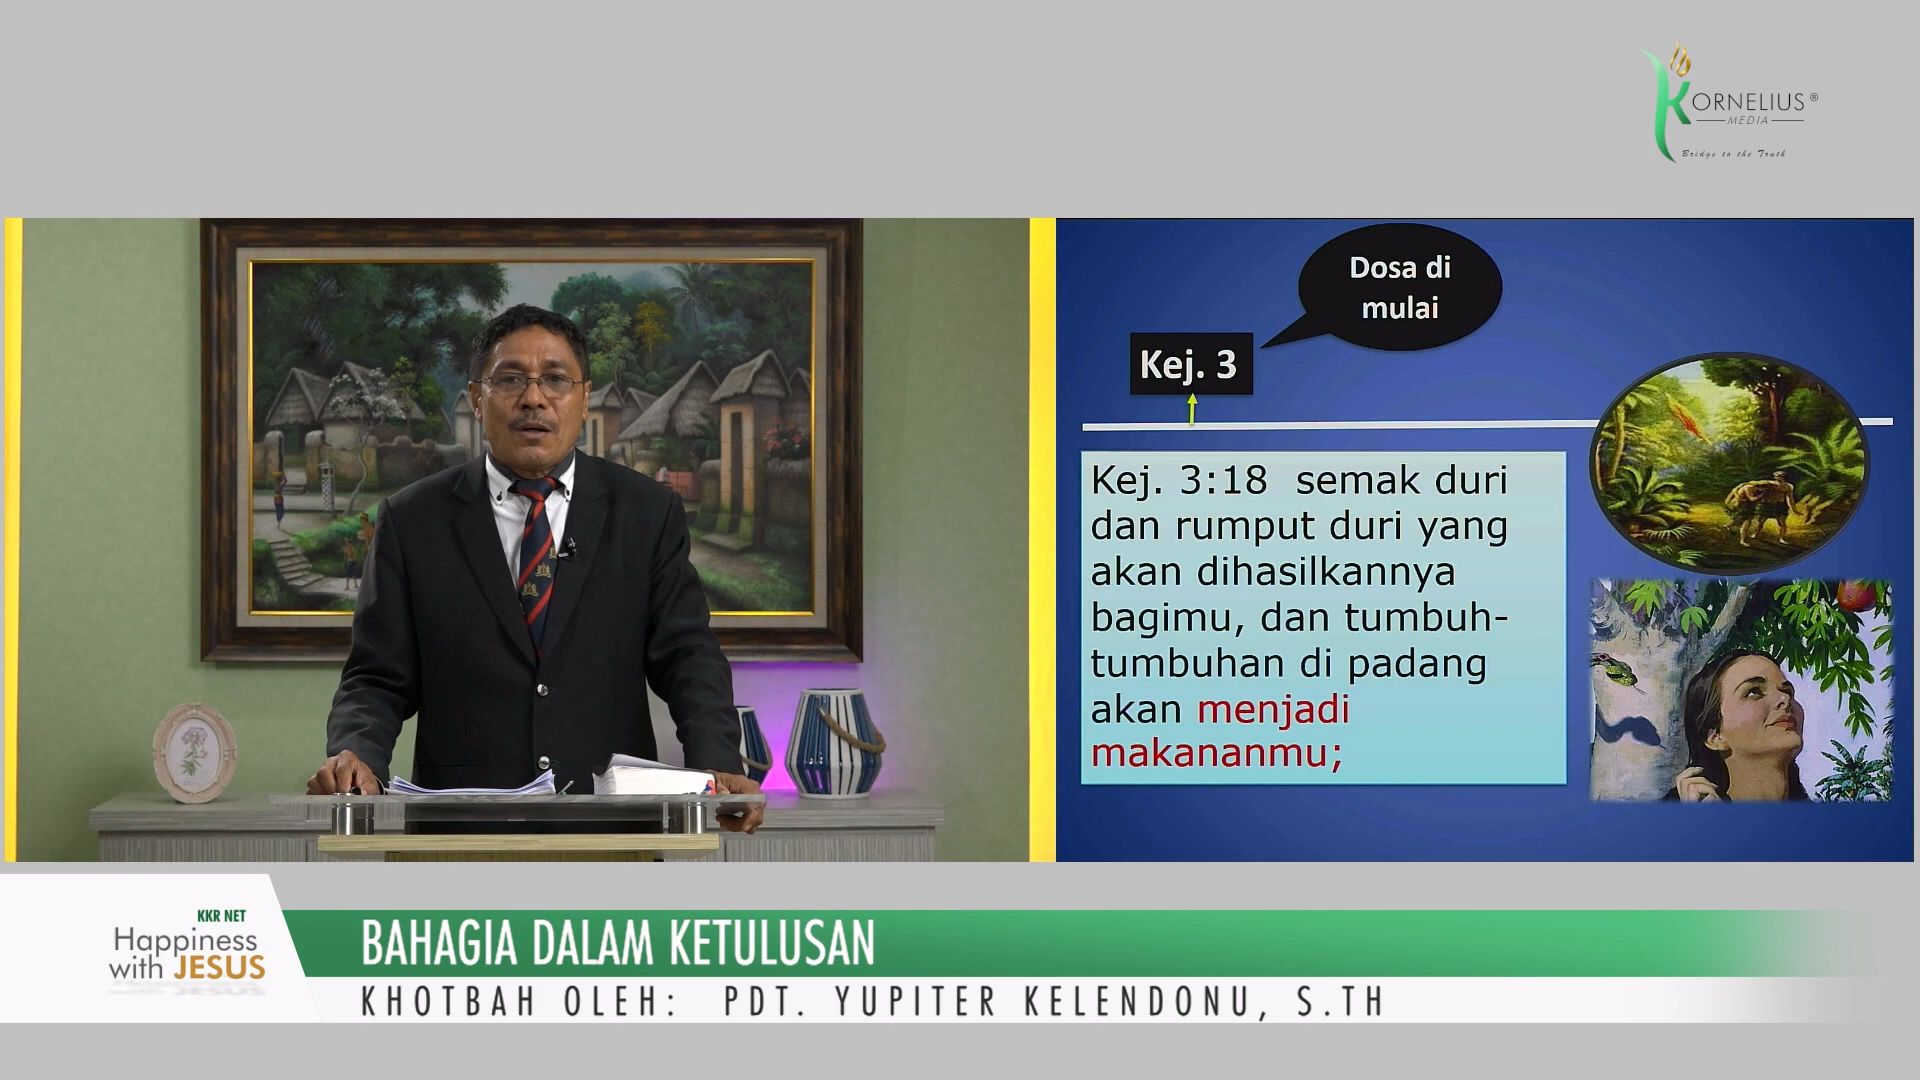 KORNELIUS®
MEDIA
Bridge to the Truth
Dosa di
mulai
Kej. 3
Kej. 3:18  semak duri
dan rumput duri yang
akan dihasilkannya
bagimu, dan tumbuh-
tumbuhan di padang
akan menjadi
makananmu;
KKR NET
Happiness
with JESUS
BAHAGIA DALAM KETULUSAN
KHOTBAH OLEH: PDT. YUPITER KELENDONU, S.TH